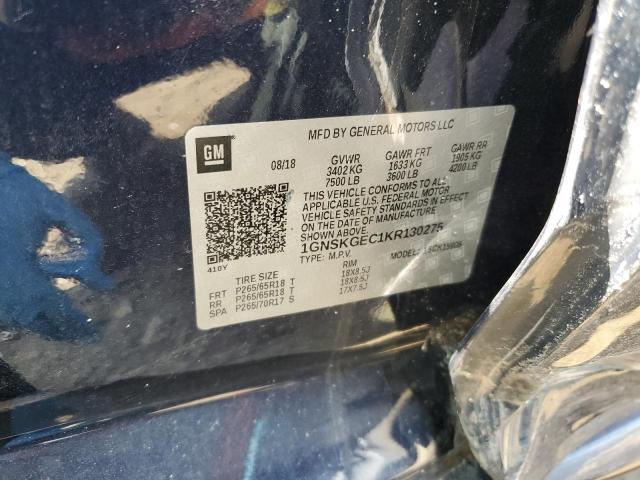 MFD BY GENERAL MOTORS LLC
GM
08/18 GVWR GAWR FRT GAWR RR
3402 KG 1633 KG 1905 KG
7500 LB 3600 LB 4200 LB
THIS VEHICLE CONFORMS TO ALL
APPLICABLE U.S. FEDERAL MOTOR
VEHICLE SAFETY STANDARDS IN EFFECT
ON THE DATE OF MANUFACTURE
SHOWN ABOVE.
1GNSKGEC1KR130275
TYPE: M.P.V. MODEL:
410Y
TIRE SIZE RIM
FRT P265/65R18 T 18X8.5J
RR P265/65R18 T 18X8.5J
SPA P265/70R17 S 17X7.5J